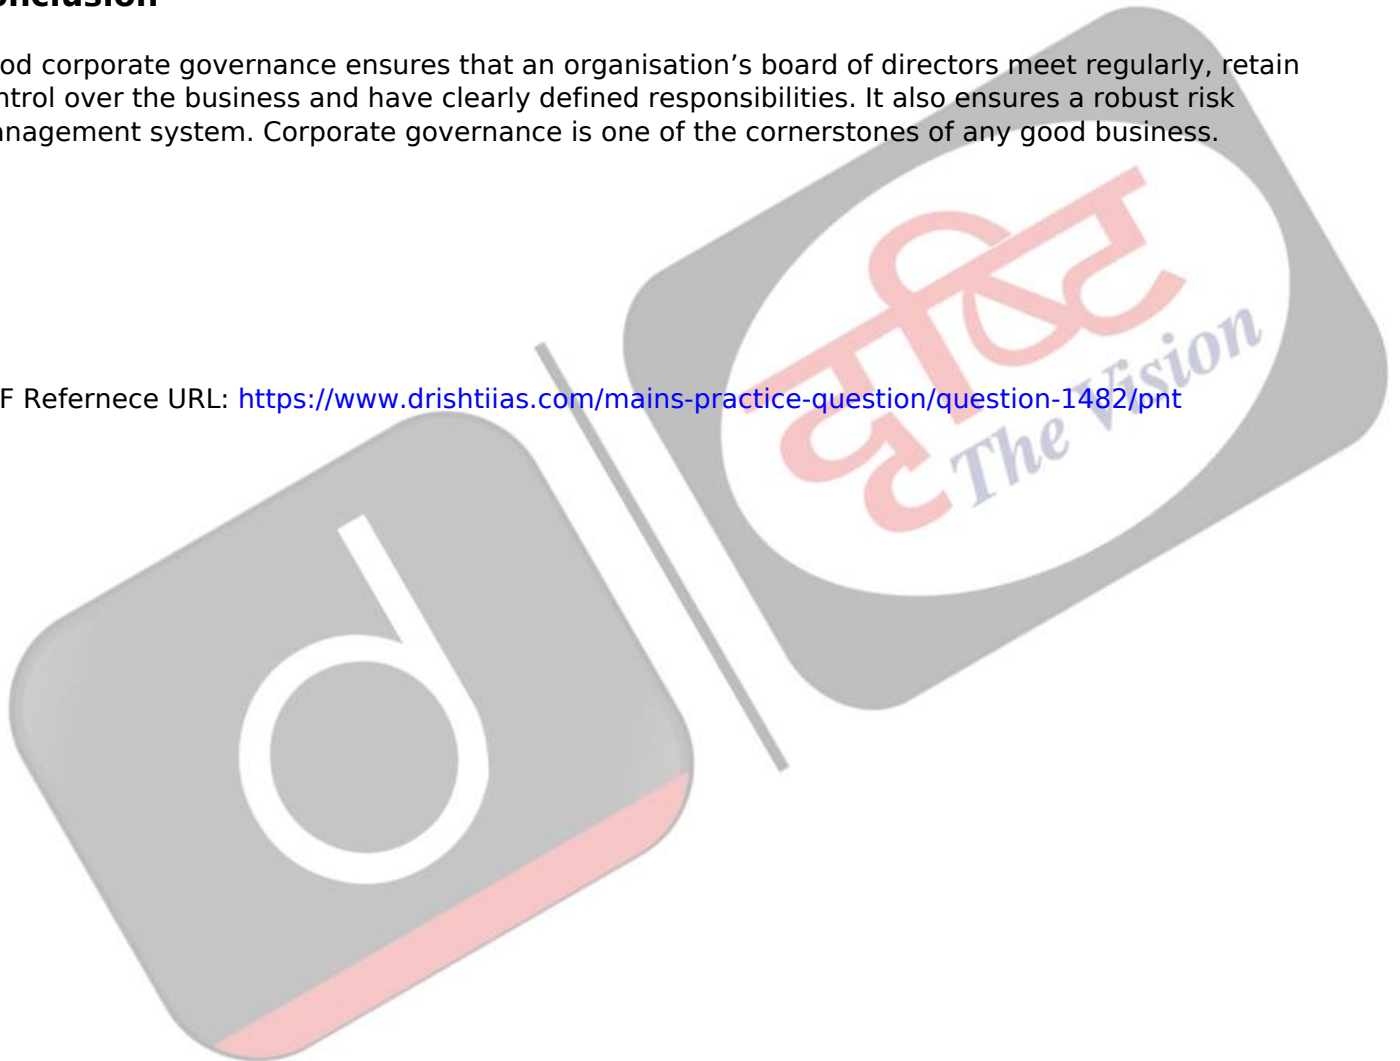 onclusion
od corporate governance ensures that an organisation’s board of directors meet regularly, retain
ntrol over the business and have clearly defined responsibilities. It also ensures a robust risk
anagement system. Corporate governance is one of the cornerstones of any good business.
F Refernece URL: https://www.drishtiias.com/mains-practice-question/question-1482/pnt
दृष्टि
The Vision
d